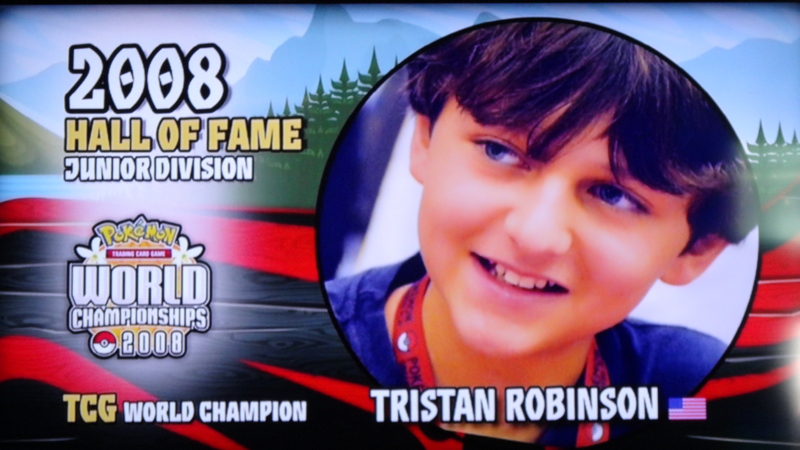 2008
HALL OF FAME
JUNIOR DIVISION
POKéMON
TRADING CARD GAME
WORLD
CHAMPIONSHIPS
2008
TCG WORLD CHAMPION
TRISTAN ROBINSON